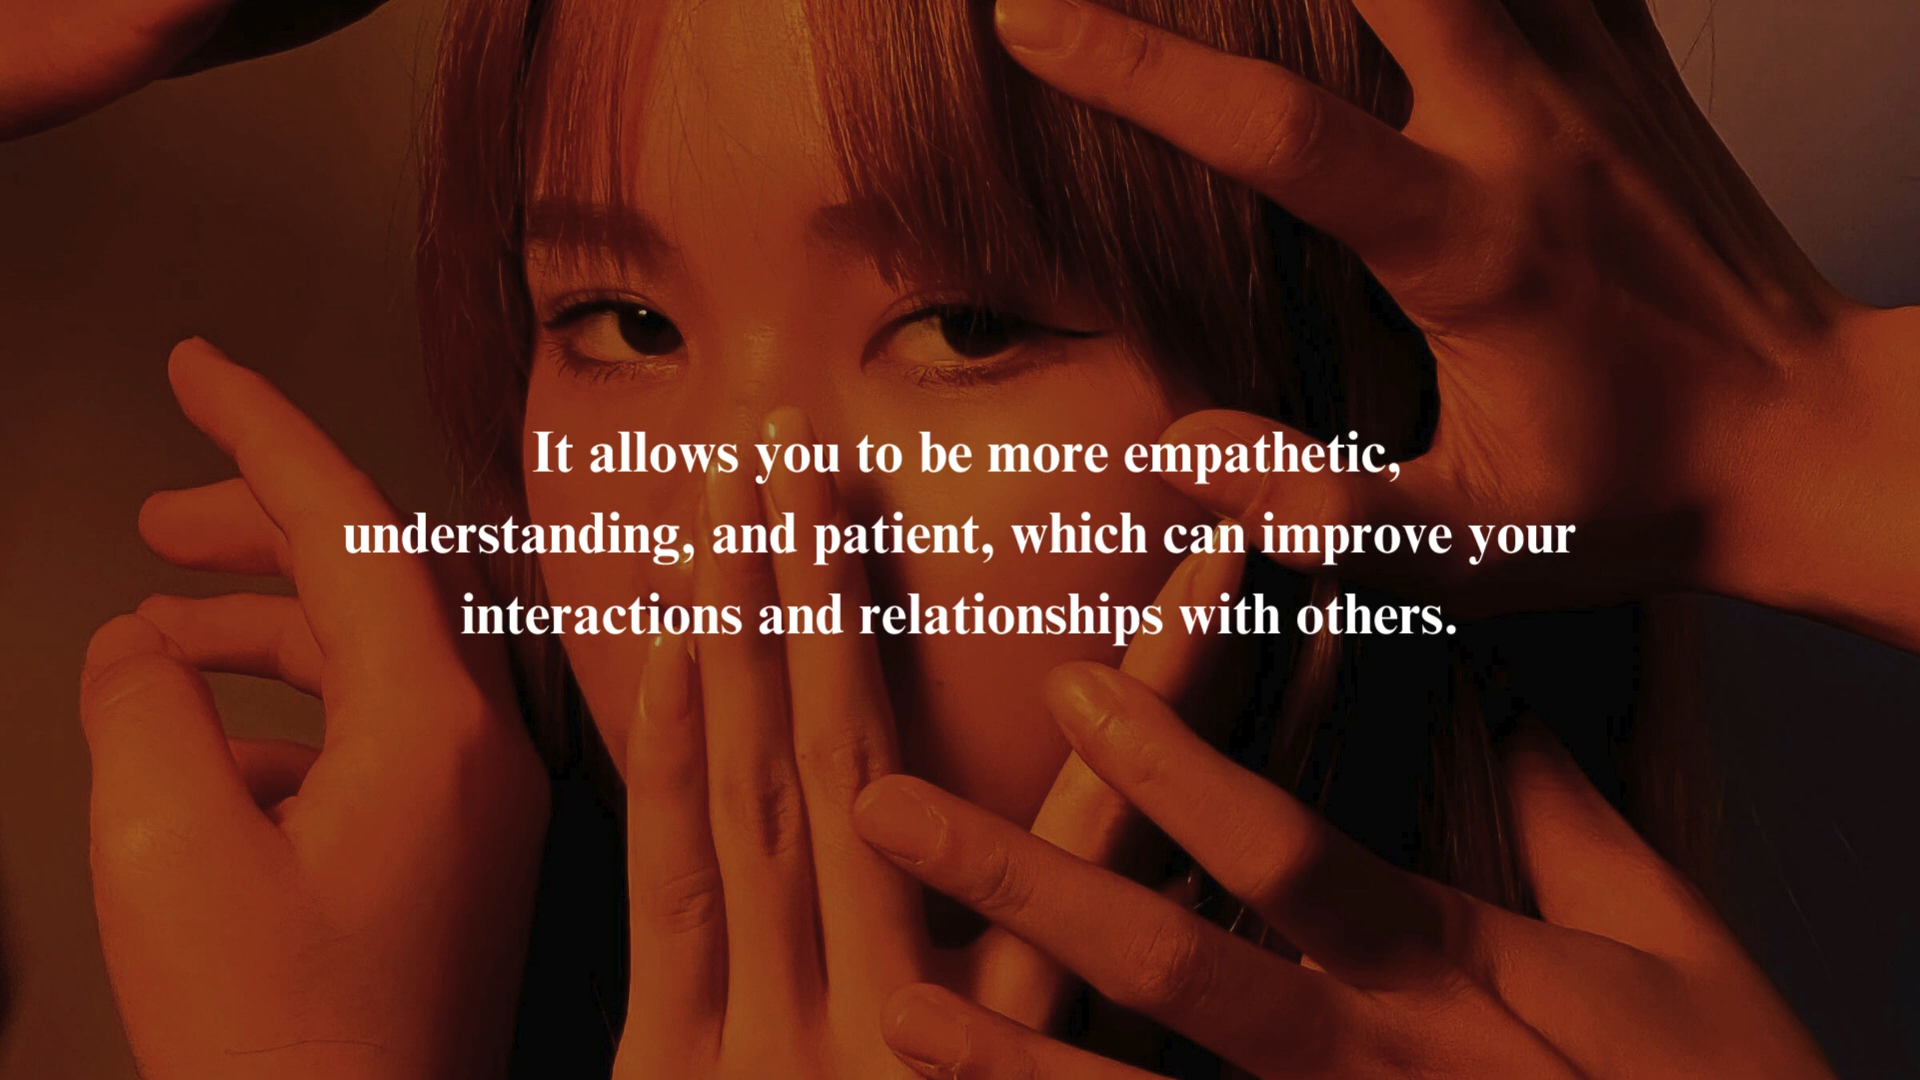 It allows you to be more empathetic,
understanding, and patient, which can improve your
interactions and relationships with others.